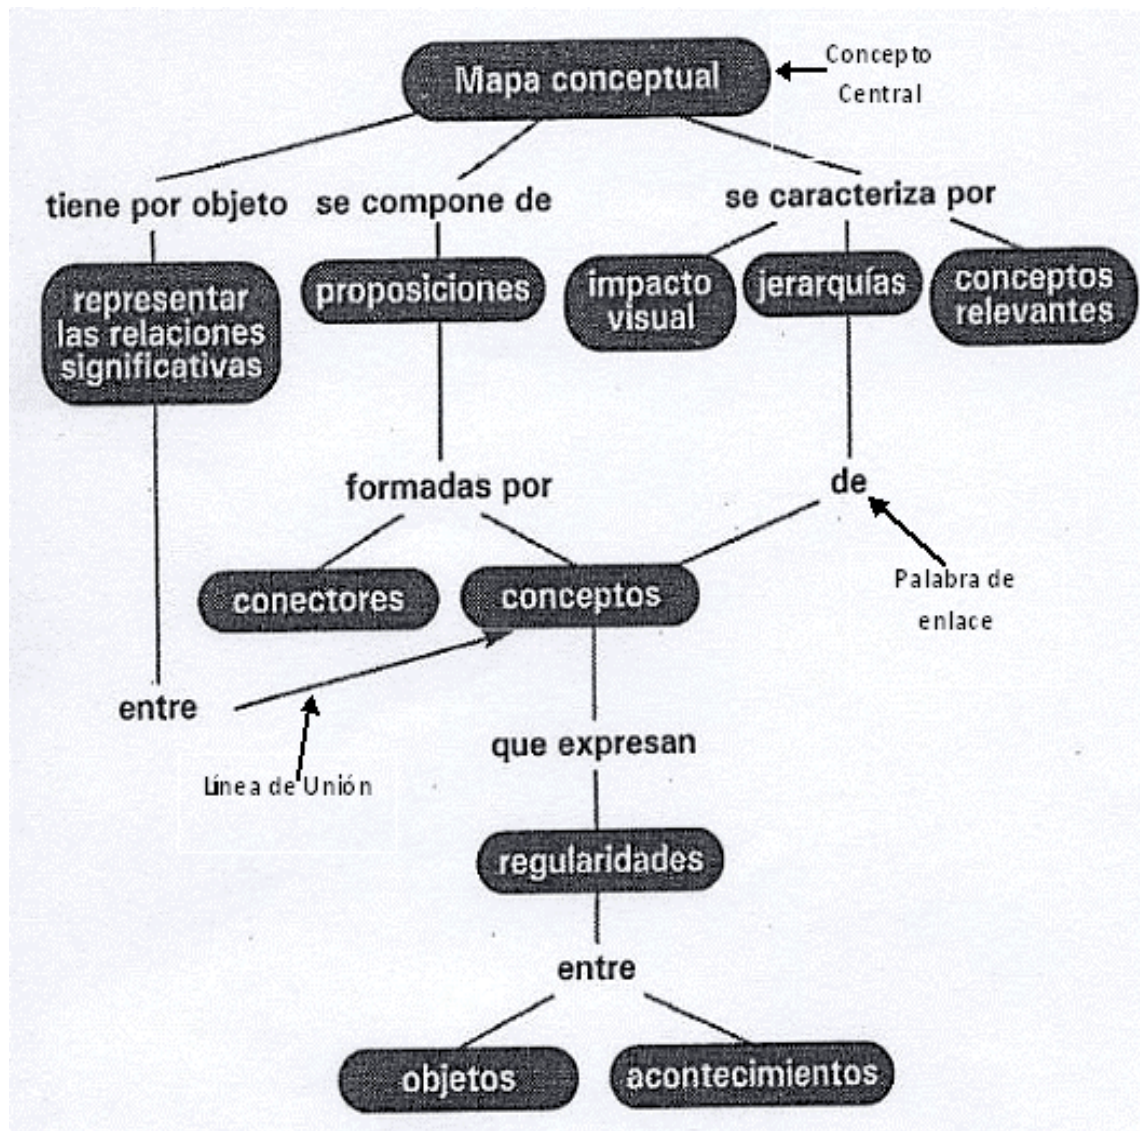 Mapa conceptual
Concepto
Central
tiene por objeto
se compone de
se caracteriza por
representar
las relaciones
significativas
proposiciones
impacto
visual
jerarquías
conceptos
relevantes
formadas por
de
conectores
conceptos
Palabra de
enlace
entre
Línea de Unión
que expresan
regularidades
entre
objetos
acontecimientos